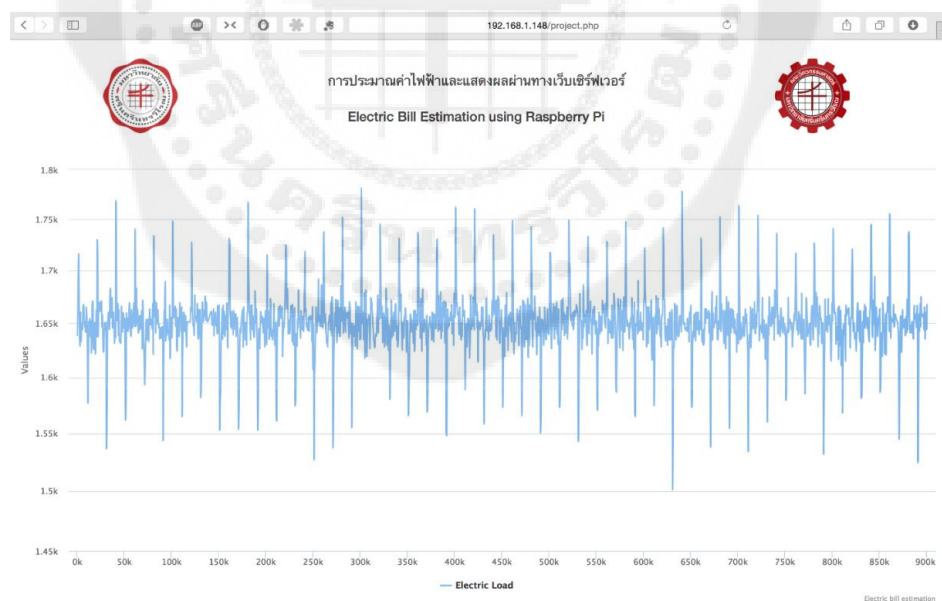 192.168.1.148/project.php
ABP
การประมาณค่าไฟฟ้าและแสดงผลผ่านทางเว็บเซิร์ฟเวอร์
Electric Bill Estimation using Raspberry Pi
1.8k
1.75k
1.7k
1.65k
1.6k
1.55k
1.5k
1.45k
Values
0k 50k 100k 150k 200k 250k 300k 350k 400k 450k 500k 550k 600k 650k 700k 750k 800k 850k 900k
Electric Load
Electric bill estimation